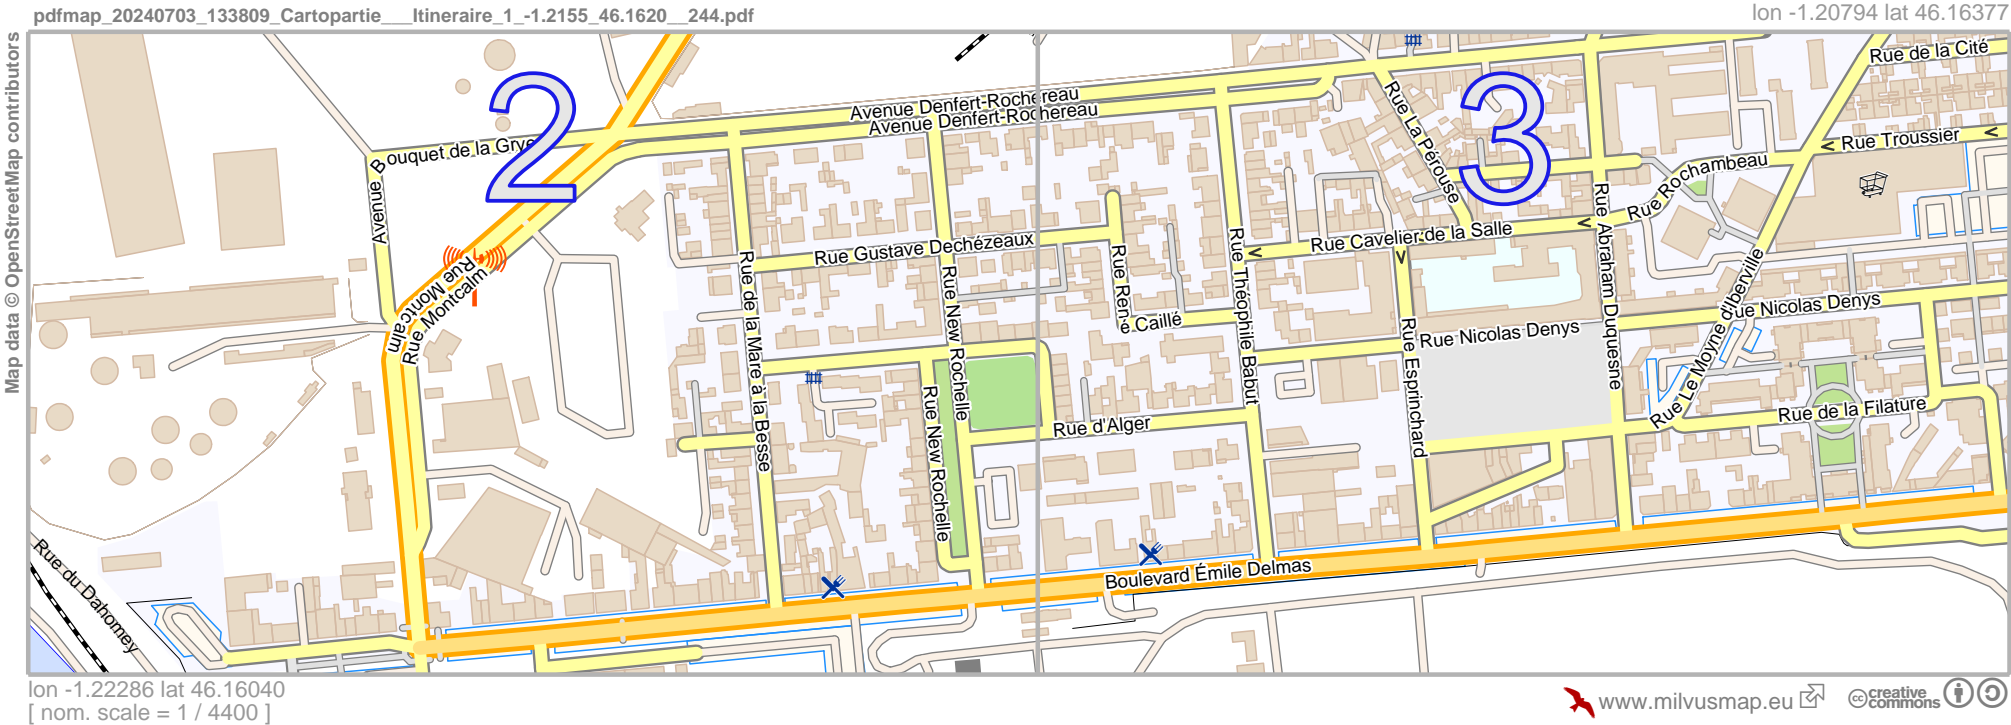 pdfmap_20240703_133809_Cartopartie___Itineraire_1_-1.2155_46.1620__244.pdf
lon -1.20794 lat 46.16377
Map data © OpenStreetMap contributors
2
3
Rue de la Cité
Avenue Denfert-Rochereau
Avenue Denfert-Rochereau
Rue La Pérouse
Rue Troussier
Avenue Bouquet de la Grye
Rue Rochambeau
Rue Abraham Duquesne
Rue Cavelier de la Salle
Rue Gustave Dechézeaux
Rue Montcalm
Rue Montcalm
Rue de la Mare à la Besse
Rue New Rochelle
Rue René Caillé
Rue Théophile Babut
Rue Le Moyne d'Iberville
Rue Nicolas Denys
Rue Nicolas Denys
Rue Esprinchard
Rue New Rochelle
Rue d'Alger
Rue de la Filature
Rue du Dahomey
Boulevard Émile Delmas
lon -1.22286 lat 46.16040
[ nom. scale = 1 / 4400 ]
www.milvusmap.eu
cc creative commons